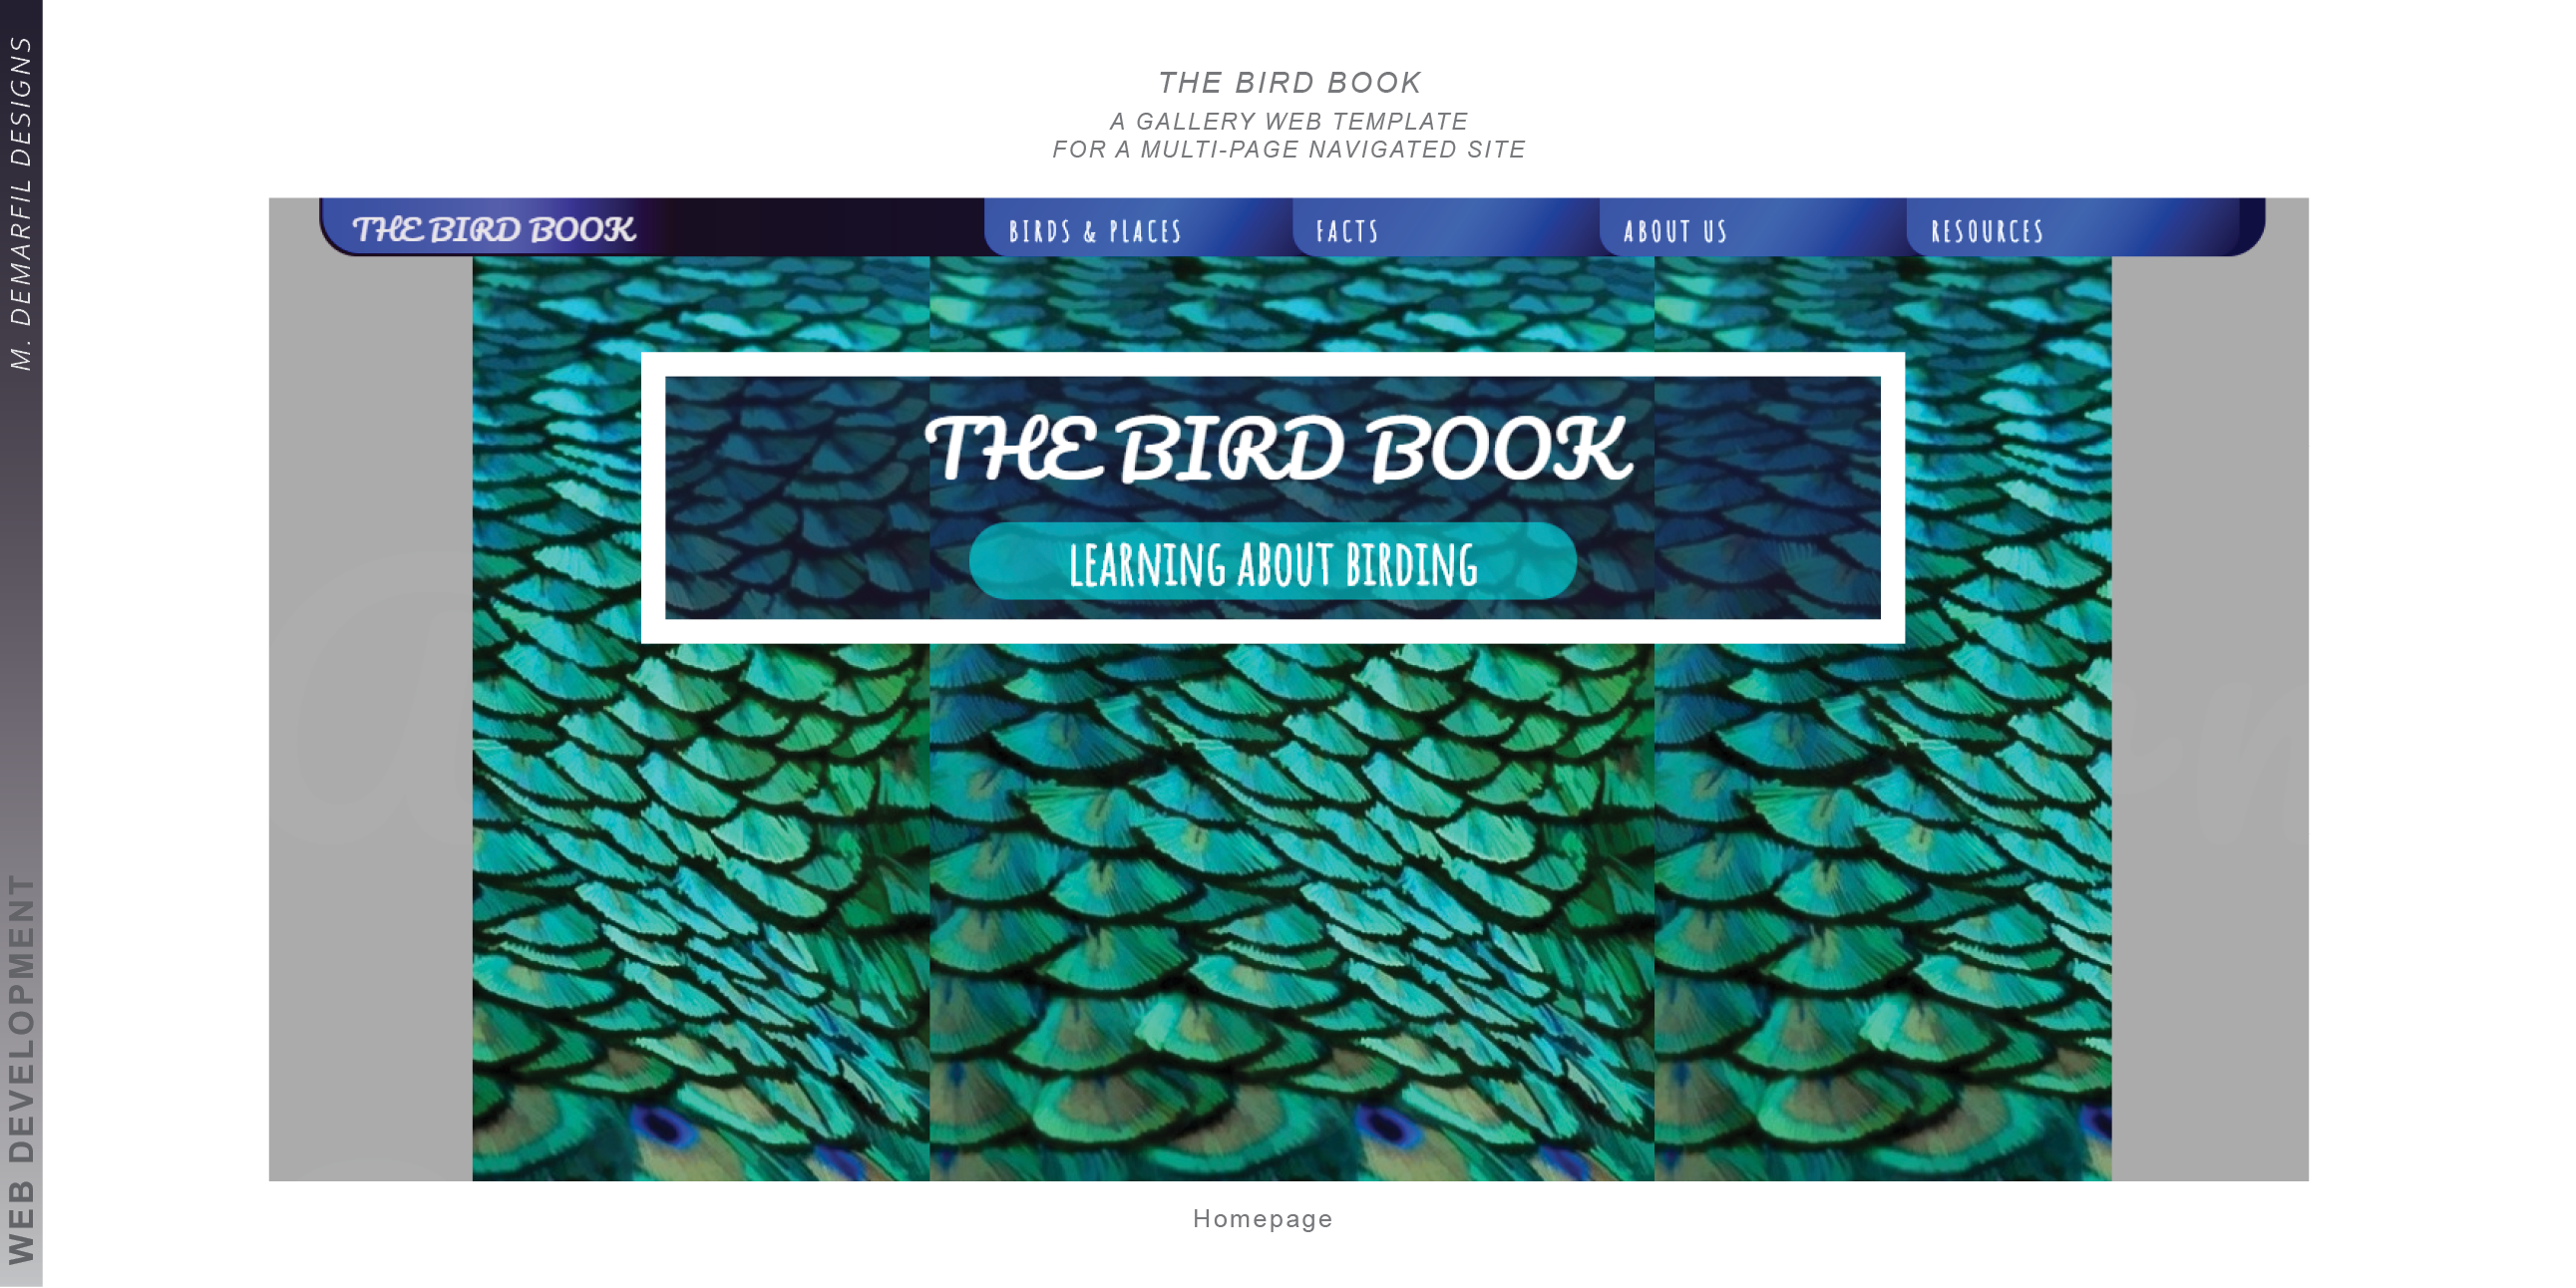 M. DEMARFIL DESIGNS
WEB DEVELOPMENT
THE BIRD BOOK
A GALLERY WEB TEMPLATE
FOR A MULTI-PAGE NAVIGATED SITE
THE BIRD BOOK
BIRDS & PLACES
FACTS
ABOUT US
RESOURCES
THE BIRD BOOK
LEARNING ABOUT BIRDING
Homepage